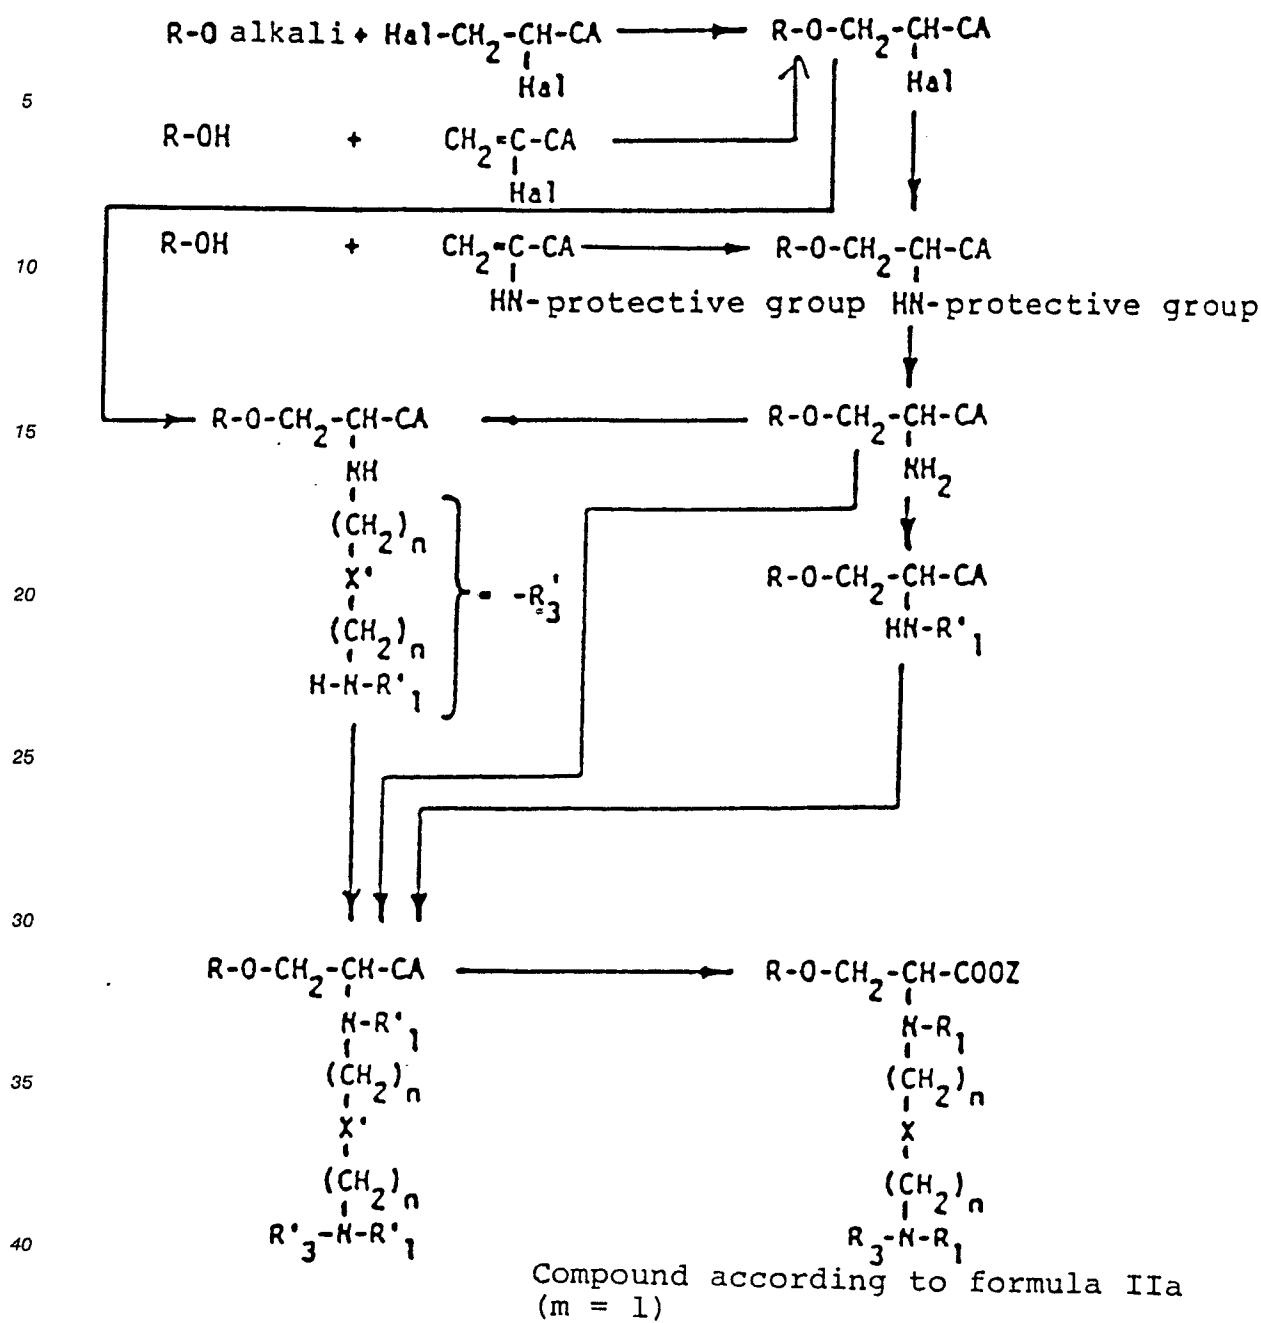 R-O alkali + Hal-CH2-CH-CA R-O-CH2-CH-CA
Hal Hal
5
R-OH + CH2=C-CA
Hal
R-OH + CH2=C-CA R-O-CH2-CH-CA
10
HN-protective group HN-protective group
15 R-O-CH2-CH-CA R-O-CH2-CH-CA
NH NH2
(CH2)n
X' R-O-CH2-CH-CA
20 = -R'3
(CH2)n HN-R'1
H-N-R'1
25
30
R-O-CH2-CH-CA R-O-CH2-CH-COOZ
N-R'1 N-R1
35 (CH2)n (CH2)n
X' X
(CH2)n (CH2)n
40 R'3-N-R'1 R3-N-R1
Compound according to formula IIa
(m = 1)